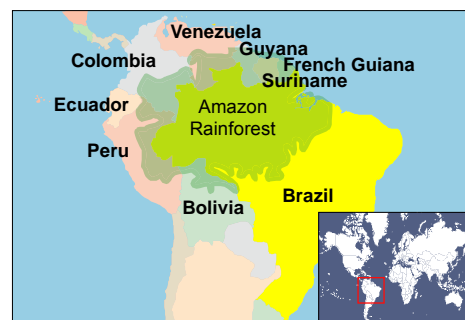 Venezuela
Guyana
Colombia
French Guiana
Suriname
Ecuador
Amazon
Rainforest
Peru
Brazil
Bolivia